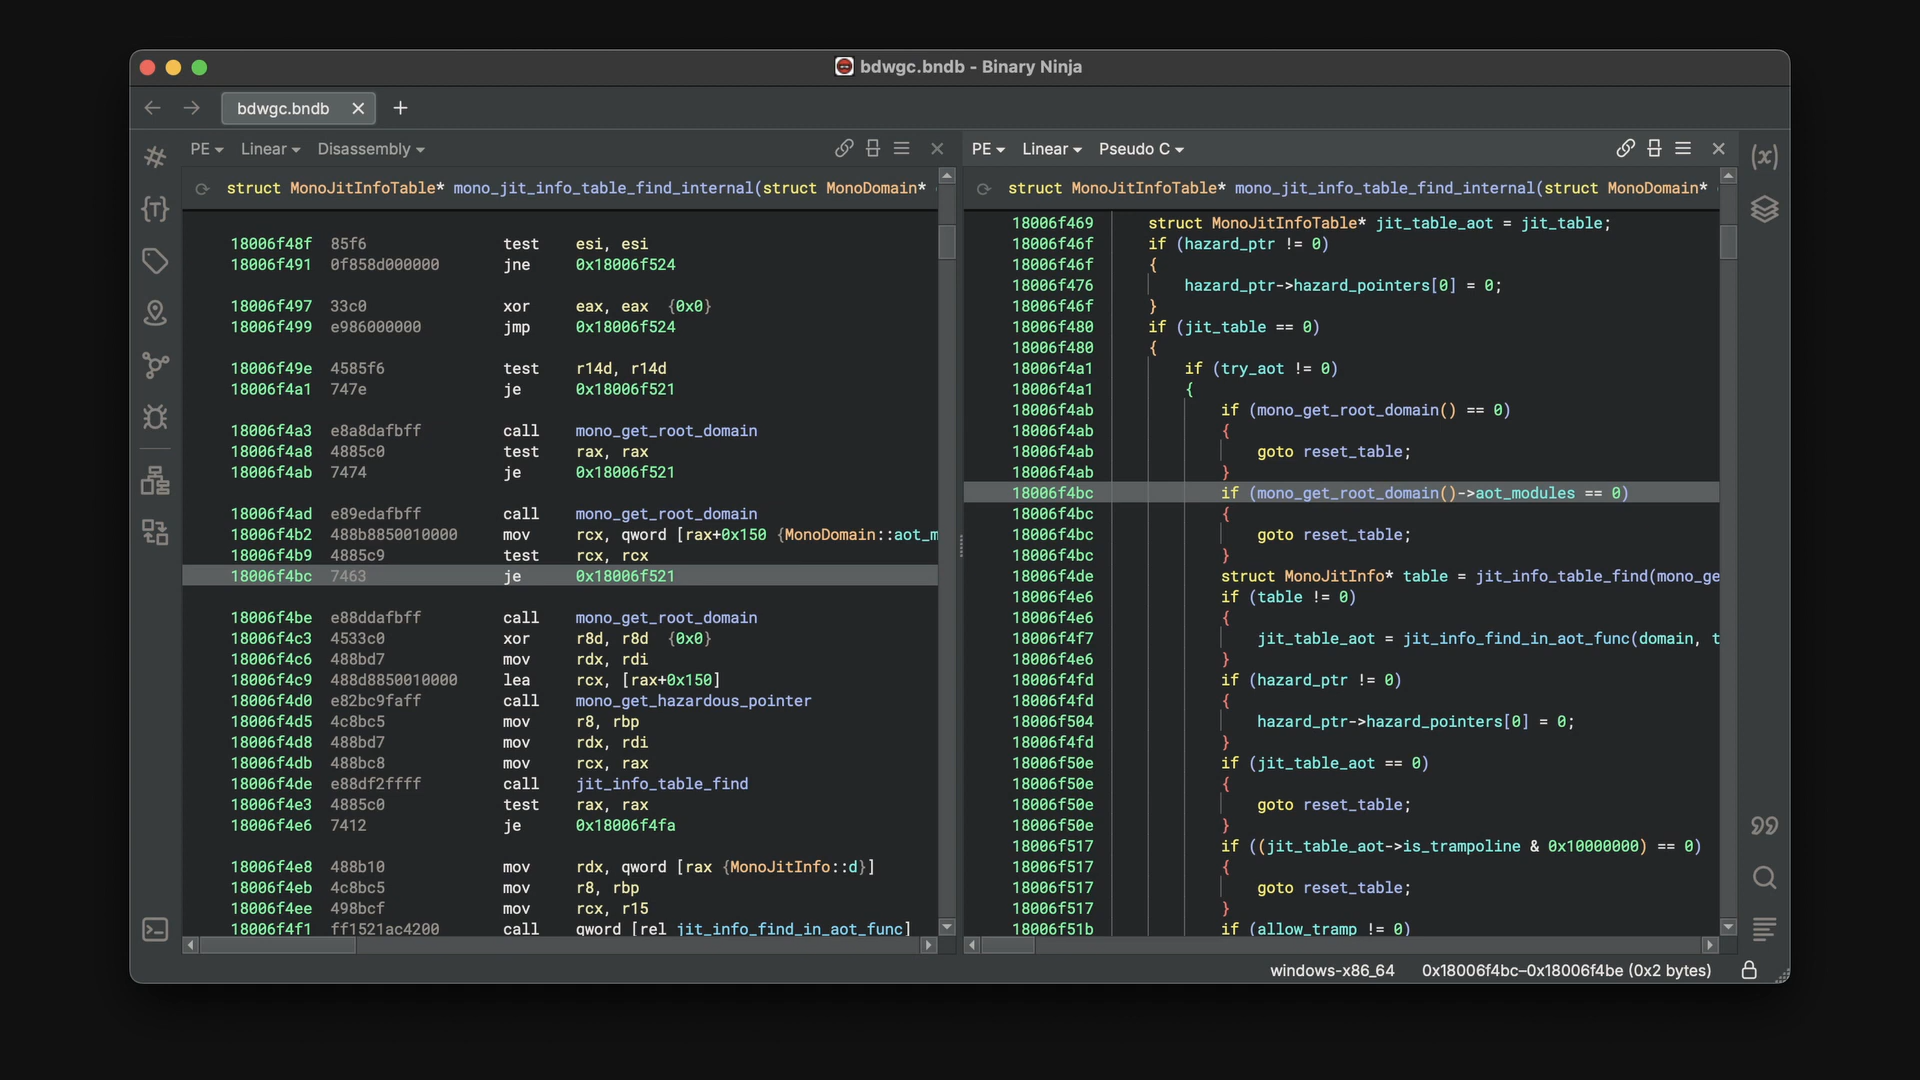 bdwgc.bndb - Binary Ninja
bdwgc.bndb
PE Linear Disassembly
struct MonoJitInfoTable* mono_jit_info_table_find_internal(struct MonoDomain*
18006f48f 85f6 test esi, esi
18006f491 0f858d000000 jne 0x18006f524
18006f497 33c0 xor eax, eax {0x0}
18006f499 e986000000 jmp 0x18006f524
18006f49e 4585f6 test r14d, r14d
18006f4a1 747e je 0x18006f521
18006f4a3 e8a8dafbff call mono_get_root_domain
18006f4a8 4885c0 test rax, rax
18006f4ab 7474 je 0x18006f521
18006f4ad e89edafbff call mono_get_root_domain
18006f4b2 488b8850010000 mov rcx, qword [rax+0x150 {MonoDomain::aot_m
18006f4b9 4885c9 test rcx, rcx
18006f4bc 7463 je 0x18006f521
18006f4be e88ddafbff call mono_get_root_domain
18006f4c3 4533c0 xor r8d, r8d {0x0}
18006f4c6 488bd7 mov rdx, rdi
18006f4c9 488d8850010000 lea rcx, [rax+0x150]
18006f4d0 e82bc9faff call mono_get_hazardous_pointer
18006f4d5 4c8bc5 mov r8, rbp
18006f4d8 488bd7 mov rdx, rdi
18006f4db 488bc8 mov rcx, rax
18006f4de e88df2ffff call jit_info_table_find
18006f4e3 4885c0 test rax, rax
18006f4e6 7412 je 0x18006f4fa
18006f4e8 488b10 mov rdx, qword [rax {MonoJitInfo::d}]
18006f4eb 4c8bc5 mov r8, rbp
18006f4ee 498bcf mov rcx, r15
18006f4f1 ff1521ac4200 call qword [rel jit_info_find_in_aot_func]
PE Linear Pseudo C
struct MonoJitInfoTable* mono_jit_info_table_find_internal(struct MonoDomain*
18006f469 struct MonoJitInfoTable* jit_table_aot = jit_table;
18006f46f if (hazard_ptr != 0)
18006f46f {
18006f476 hazard_ptr->hazard_pointers[0] = 0;
18006f46f }
18006f480 if (jit_table == 0)
18006f480 {
18006f4a1 if (try_aot != 0)
18006f4a1 {
18006f4ab if (mono_get_root_domain() == 0)
18006f4ab {
18006f4ab goto reset_table;
18006f4ab }
18006f4bc if (mono_get_root_domain()->aot_modules == 0)
18006f4bc {
18006f4bc goto reset_table;
18006f4bc }
18006f4de struct MonoJitInfo* table = jit_info_table_find(mono_ge
18006f4e6 if (table != 0)
18006f4e6 {
18006f4f7 jit_table_aot = jit_info_find_in_aot_func(domain, t
18006f4e6 }
18006f4fd if (hazard_ptr != 0)
18006f4fd {
18006f504 hazard_ptr->hazard_pointers[0] = 0;
18006f4fd }
18006f50e if (jit_table_aot == 0)
18006f50e {
18006f50e goto reset_table;
18006f50e }
18006f517 if ((jit_table_aot->is_trampoline & 0x10000000) == 0)
18006f517 {
18006f517 goto reset_table;
18006f517 }
18006f51b if (allow_tramp != 0)
windows-x86_64 0x18006f4bc–0x18006f4be (0x2 bytes)